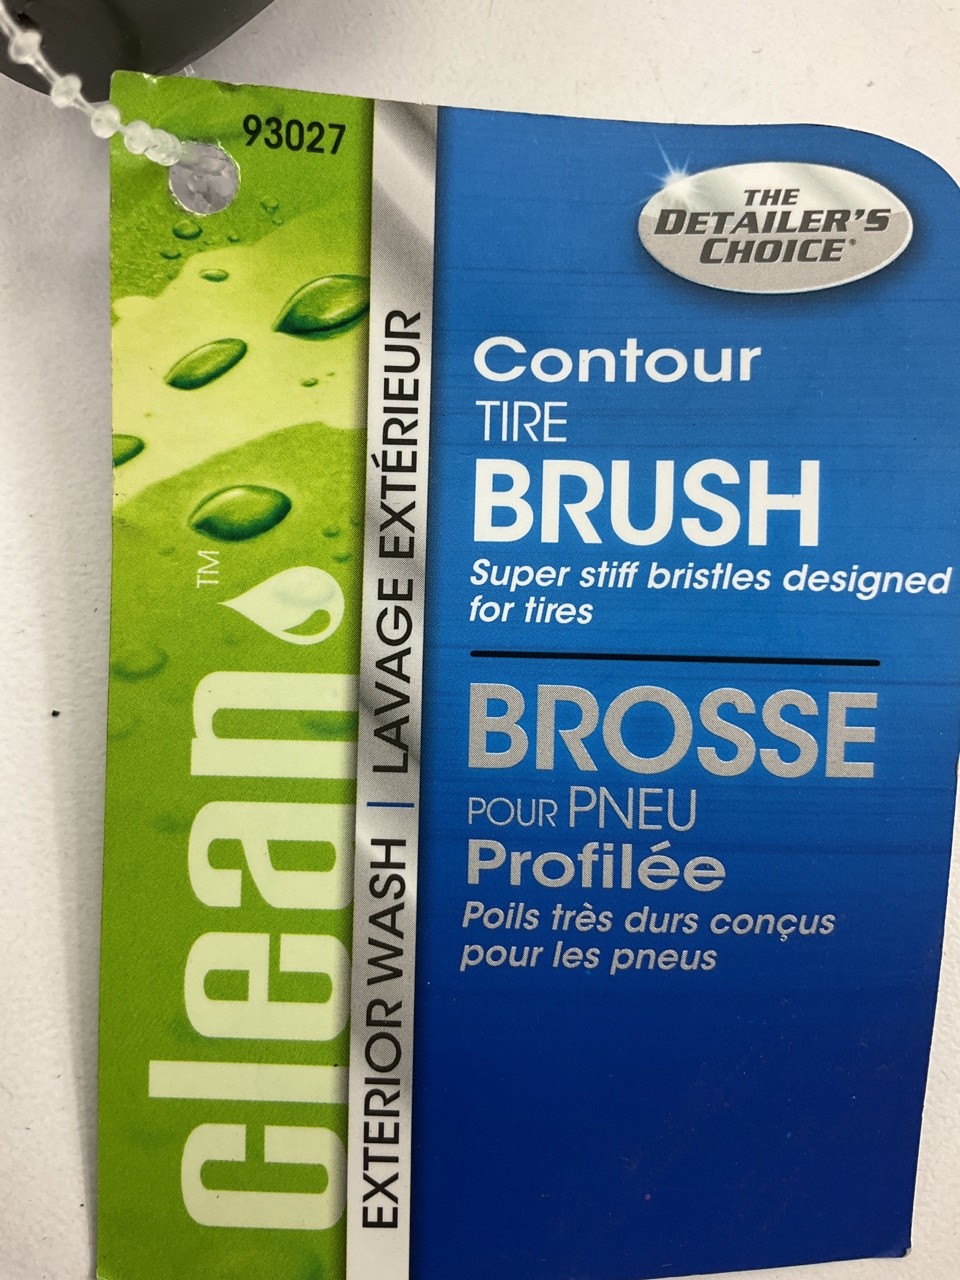 93027
THE
DETAILER'S
CHOICE®
Contour
TIRE
BRUSH
Super stiff bristles designed
for tires
BROSSE
POUR PNEU
Profilée
Poils très durs conçus
pour les pneus
EXTERIOR WASH | LAVAGE EXTÉRIEUR
clean ™